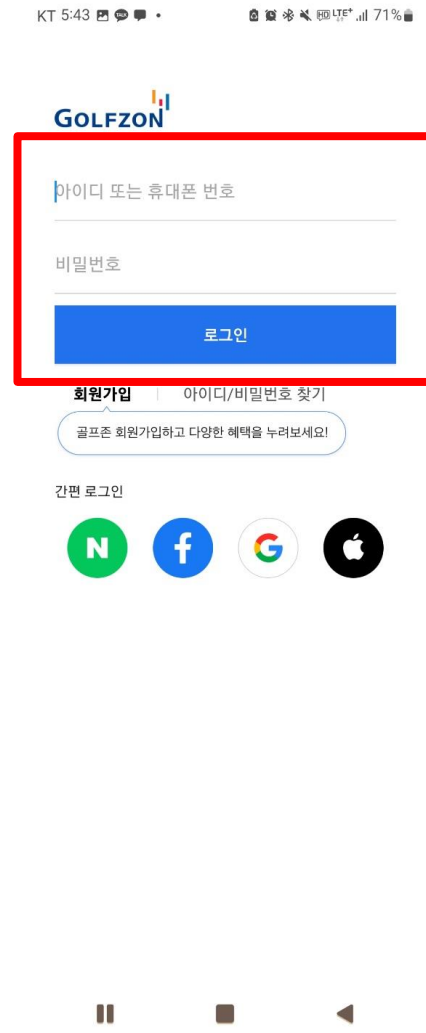 KT 5:43
HD LTE+ 71%
GOLFZON
아이디 또는 휴대폰 번호
비밀번호
로그인
회원가입 아이디/비밀번호 찾기
골프존 회원가입하고 다양한 혜택을 누려보세요!
간편 로그인
N f G